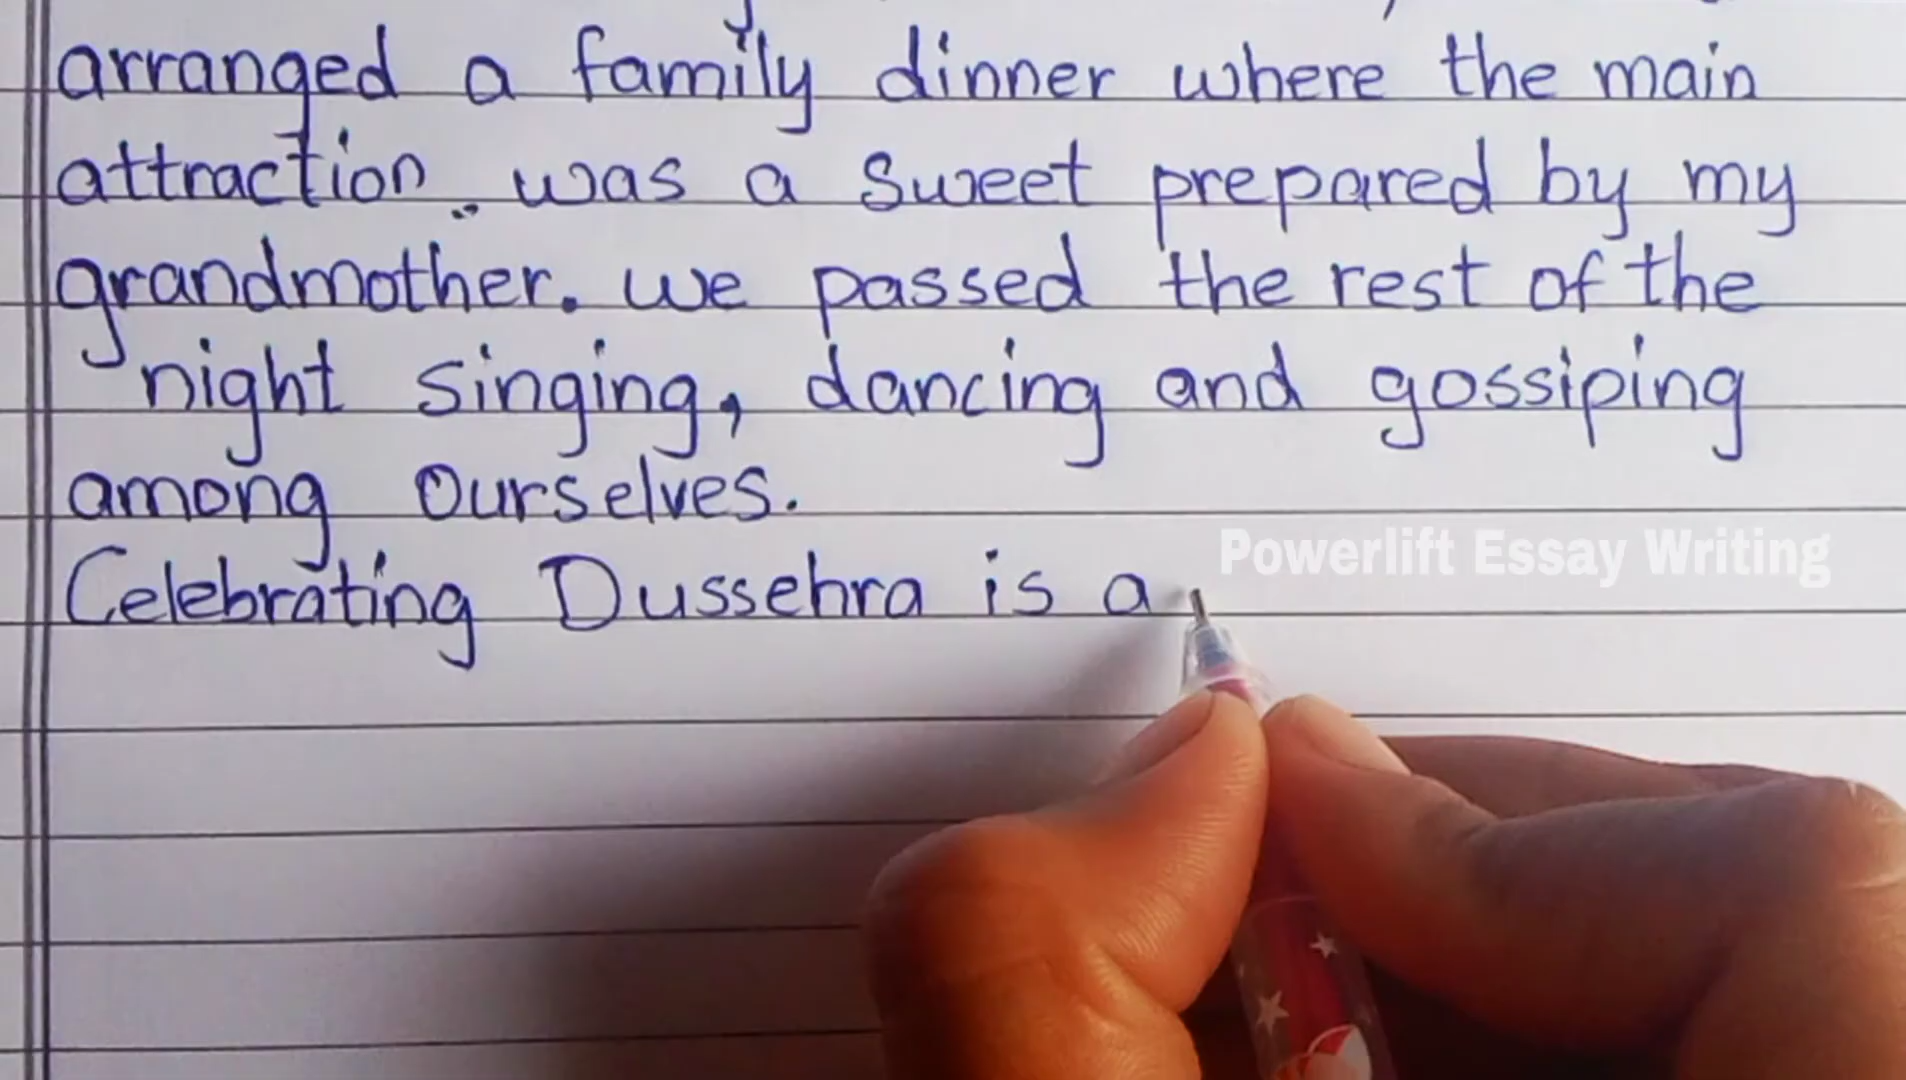 arranged a family dinner where the main
attraction was a sweet prepared by my
grandmother. we passed the rest of the
night singing, dancing and gossiping
among ourselves.
Powerlift Essay Writing
Celebrating Dussehra is a